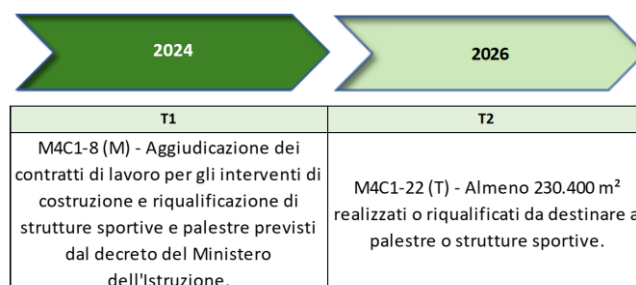 2024
2026
T1
T2
M4C1-8 (M) - Aggiudicazione dei
contratti di lavoro per gli interventi di
costruzione e riqualificazione di
strutture sportive e palestre previsti
dal decreto del Ministero
dell'Istruzione.
M4C1-22 (T) - Almeno 230.400 m²
realizzati o riqualificati da destinare a
palestre o strutture sportive.